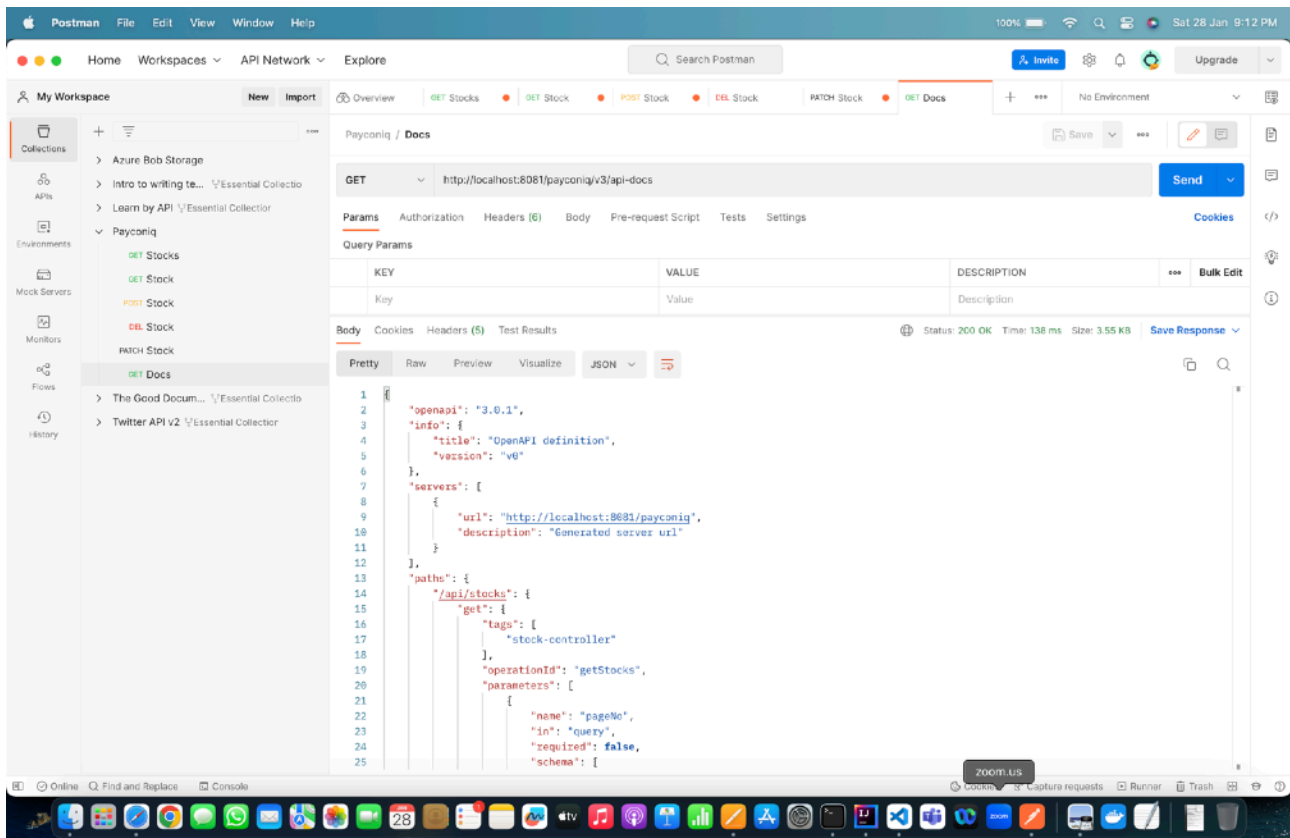 Postman File Edit View Window Help 100% Sat 28 Jan 9:12 PM
Home Workspaces API Network Explore Search Postman Invite Upgrade
My Workspace New Import Overview GET Stocks GET Stock POST Stock DEL Stock PATCH Stock GET Docs No Environment
Collections
APIs
Environments
Mock Servers
Monitors
Flows
History
Azure Bob Storage
Intro to writing te... Essential Collectio
Learn by API Essential Collection
Payconiq
GET Stocks
GET Stock
POST Stock
DEL Stock
PATCH Stock
GET Docs
The Good Docum... Essential Collectio
Twitter API v2 Essential Collection
Payconiq / Docs Save
GET http://localhost:8081/payconiq/v3/api-docs Send
Params Authorization Headers (6) Body Pre-request Script Tests Settings Cookies
Query Params
KEY VALUE DESCRIPTION Bulk Edit
Key Value Description
Body Cookies Headers (5) Test Results Status: 200 OK Time: 138 ms Size: 3.55 KB Save Response
Pretty Raw Preview Visualize JSON
1 {
2 "openapi": "3.0.1",
3 "info": {
4 "title": "OpenAPI definition",
5 "version": "v0"
6 },
7 "servers": [
8 {
9 "url": "http://localhost:8081/payconiq",
10 "description": "Generated server url"
11 }
12 ],
13 "paths": {
14 "/api/stocks": {
15 "get": {
16 "tags": [
17 "stock-controller"
18 ],
19 "operationId": "getStocks",
20 "parameters": [
21 {
22 "name": "pageNo",
23 "in": "query",
24 "required": false,
25 "schema": {
zoom.us
Online Find and Replace Console Cookies Capture requests Runner Trash
JAN
28
tv
zoom